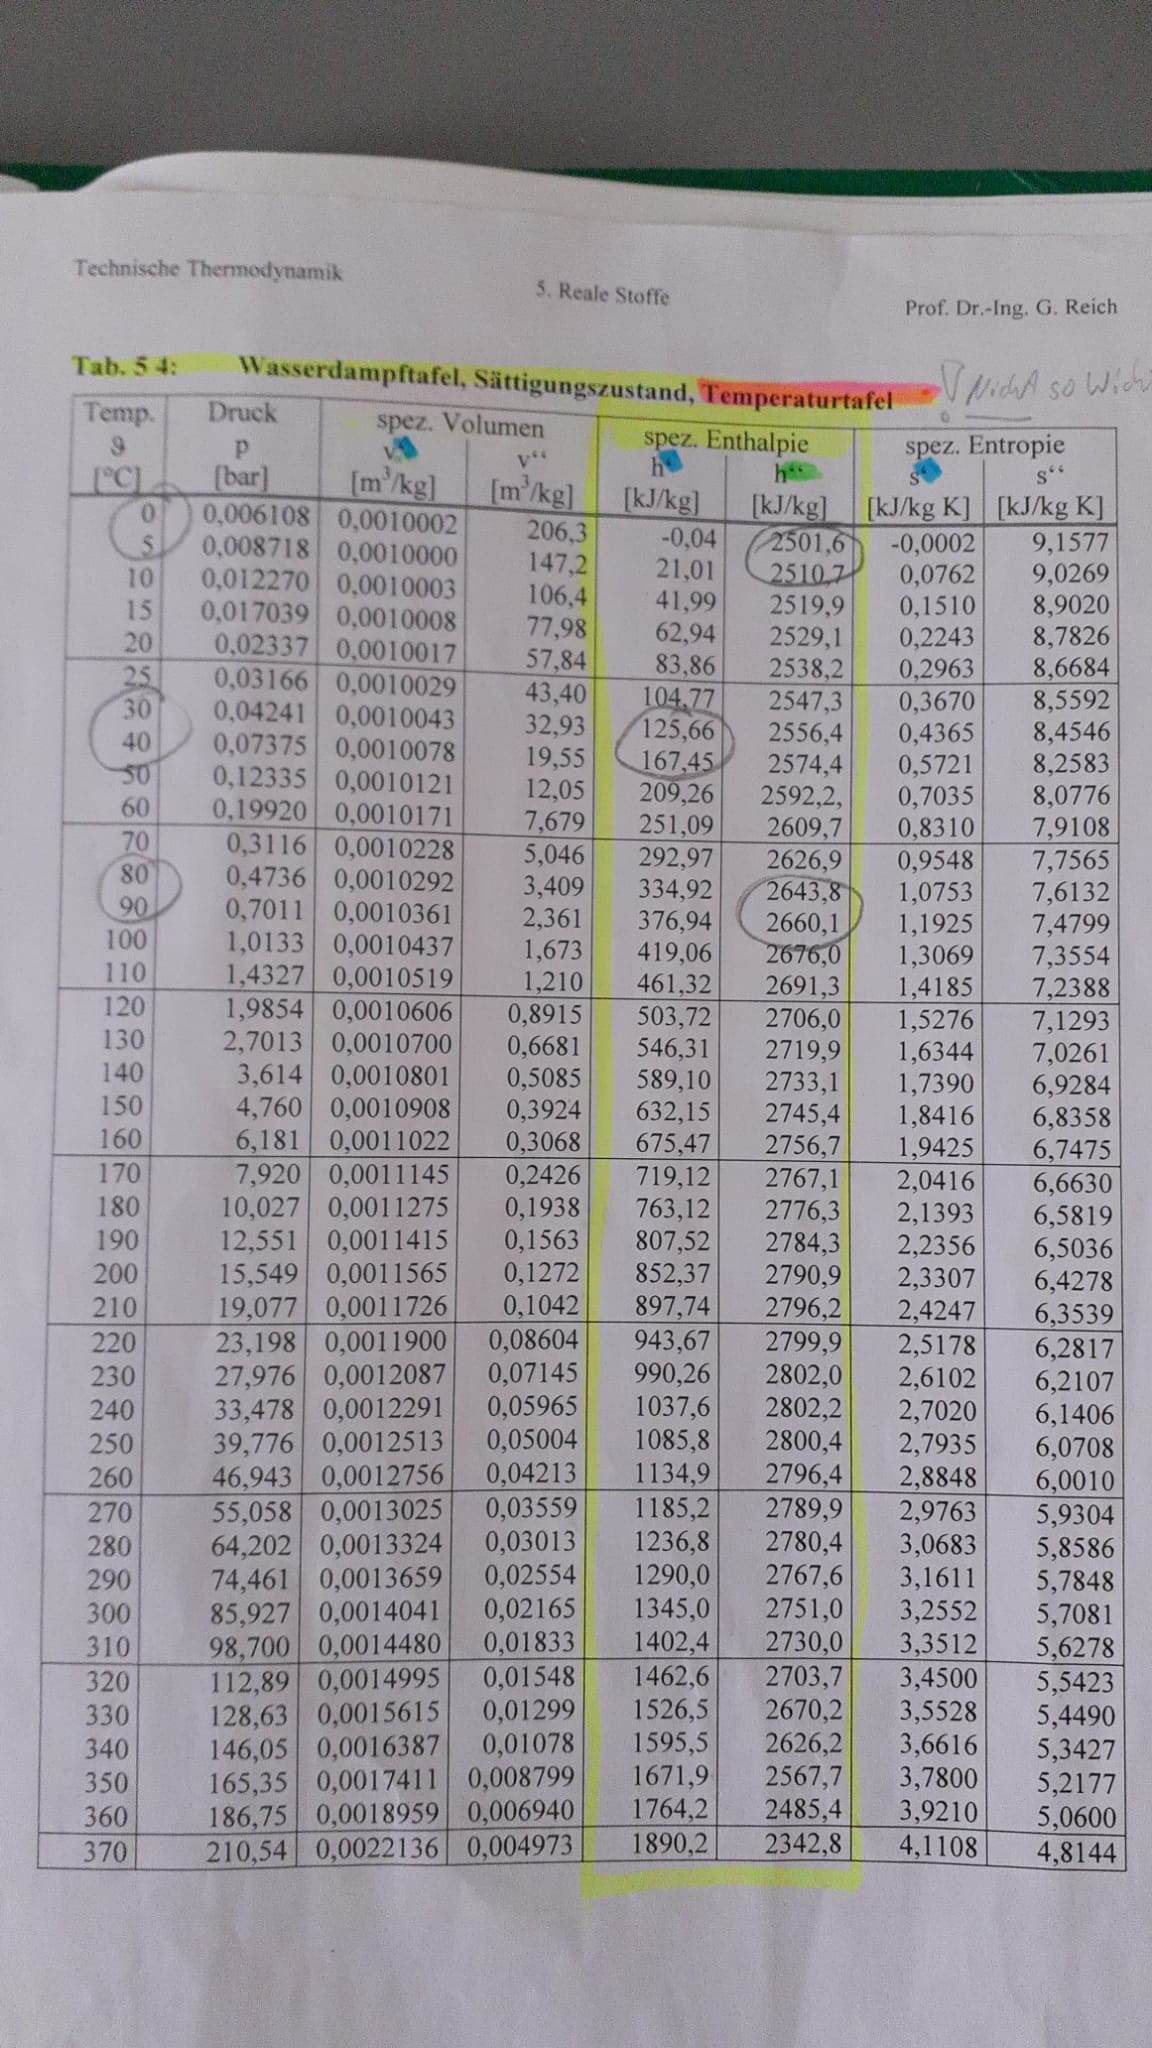 Technische Thermodynamik
5. Reale Stoffe
Prof. Dr.-Ing. G. Reich
Tab. 5 4: Wasserdampftafel, Sättigungszustand, Temperaturtafel ! Nicht so
Temp. Druck spez. Volumen spez. Enthalpie spez. Entropie
ϑ p v‘ v“ h‘ h“ s‘ s“
[°C] [bar] [m³/kg] [m³/kg] [kJ/kg] [kJ/kg] [kJ/kg K] [kJ/kg K]
0 0,006108 0,0010002 206,3 -0,04 2501,6 -0,0002 9,1577
5 0,008718 0,0010000 147,2 21,01 2510,7 0,0762 9,0269
10 0,012270 0,0010003 106,4 41,99 2519,9 0,1510 8,9020
15 0,017039 0,0010008 77,98 62,94 2529,1 0,2243 8,7826
20 0,02337 0,0010017 57,84 83,86 2538,2 0,2963 8,6684
25 0,03166 0,0010029 43,40 104,77 2547,3 0,3670 8,5592
30 0,04241 0,0010043 32,93 125,66 2556,4 0,4365 8,4546
40 0,07375 0,0010078 19,55 167,45 2574,4 0,5721 8,2583
50 0,12335 0,0010121 12,05 209,26 2592,2, 0,7035 8,0776
60 0,19920 0,0010171 7,679 251,09 2609,7 0,8310 7,9108
70 0,3116 0,0010228 5,046 292,97 2626,9 0,9548 7,7565
80 0,4736 0,0010292 3,409 334,92 2643,8 1,0753 7,6132
90 0,7011 0,0010361 2,361 376,94 2660,1 1,1925 7,4799
100 1,0133 0,0010437 1,673 419,06 2676,0 1,3069 7,3554
110 1,4327 0,0010519 1,210 461,32 2691,3 1,4185 7,2388
120 1,9854 0,0010606 0,8915 503,72 2706,0 1,5276 7,1293
130 2,7013 0,0010700 0,6681 546,31 2719,9 1,6344 7,0261
140 3,614 0,0010801 0,5085 589,10 2733,1 1,7390 6,9284
150 4,760 0,0010908 0,3924 632,15 2745,4 1,8416 6,8358
160 6,181 0,0011022 0,3068 675,47 2756,7 1,9425 6,7475
170 7,920 0,0011145 0,2426 719,12 2767,1 2,0416 6,6630
180 10,027 0,0011275 0,1938 763,12 2776,3 2,1393 6,5819
190 12,551 0,0011415 0,1563 807,52 2784,3 2,2356 6,5036
200 15,549 0,0011565 0,1272 852,37 2790,9 2,3307 6,4278
210 19,077 0,0011726 0,1042 897,74 2796,2 2,4247 6,3539
220 23,198 0,0011900 0,08604 943,67 2799,9 2,5178 6,2817
230 27,976 0,0012087 0,07145 990,26 2802,0 2,6102 6,2107
240 33,478 0,0012291 0,05965 1037,6 2802,2 2,7020 6,1406
250 39,776 0,0012513 0,05004 1085,8 2800,4 2,7935 6,0708
260 46,943 0,0012756 0,04213 1134,9 2796,4 2,8848 6,0010
270 55,058 0,0013025 0,03559 1185,2 2789,9 2,9763 5,9304
280 64,202 0,0013324 0,03013 1236,8 2780,4 3,0683 5,8586
290 74,461 0,0013659 0,02554 1290,0 2767,6 3,1611 5,7848
300 85,927 0,0014041 0,02165 1345,0 2751,0 3,2552 5,7081
310 98,700 0,0014480 0,01833 1402,4 2730,0 3,3512 5,6278
320 112,89 0,0014995 0,01548 1462,6 2703,7 3,4500 5,5423
330 128,63 0,0015615 0,01299 1526,5 2670,2 3,5528 5,4490
340 146,05 0,0016387 0,01078 1595,5 2626,2 3,6616 5,3427
350 165,35 0,0017411 0,008799 1671,9 2567,7 3,7800 5,2177
360 186,75 0,0018959 0,006940 1764,2 2485,4 3,9210 5,0600
370 210,54 0,0022136 0,004973 1890,2 2342,8 4,1108 4,8144